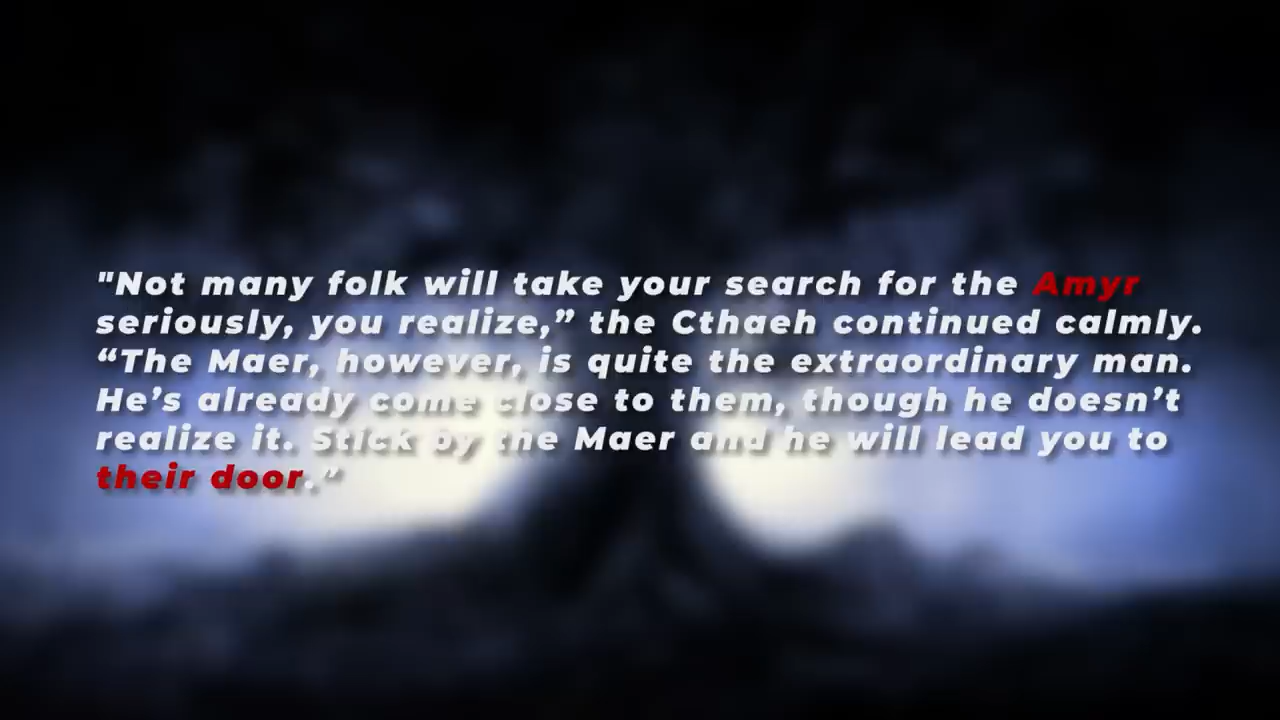 "Not many folk will take your search for the Amyr
seriously, you realize,” the Cthaeh continued calmly.
“The Maer, however, is quite the extraordinary man.
He’s already come close to them, though he doesn’t
realize it. Stick by the Maer and he will lead you to
their door.”